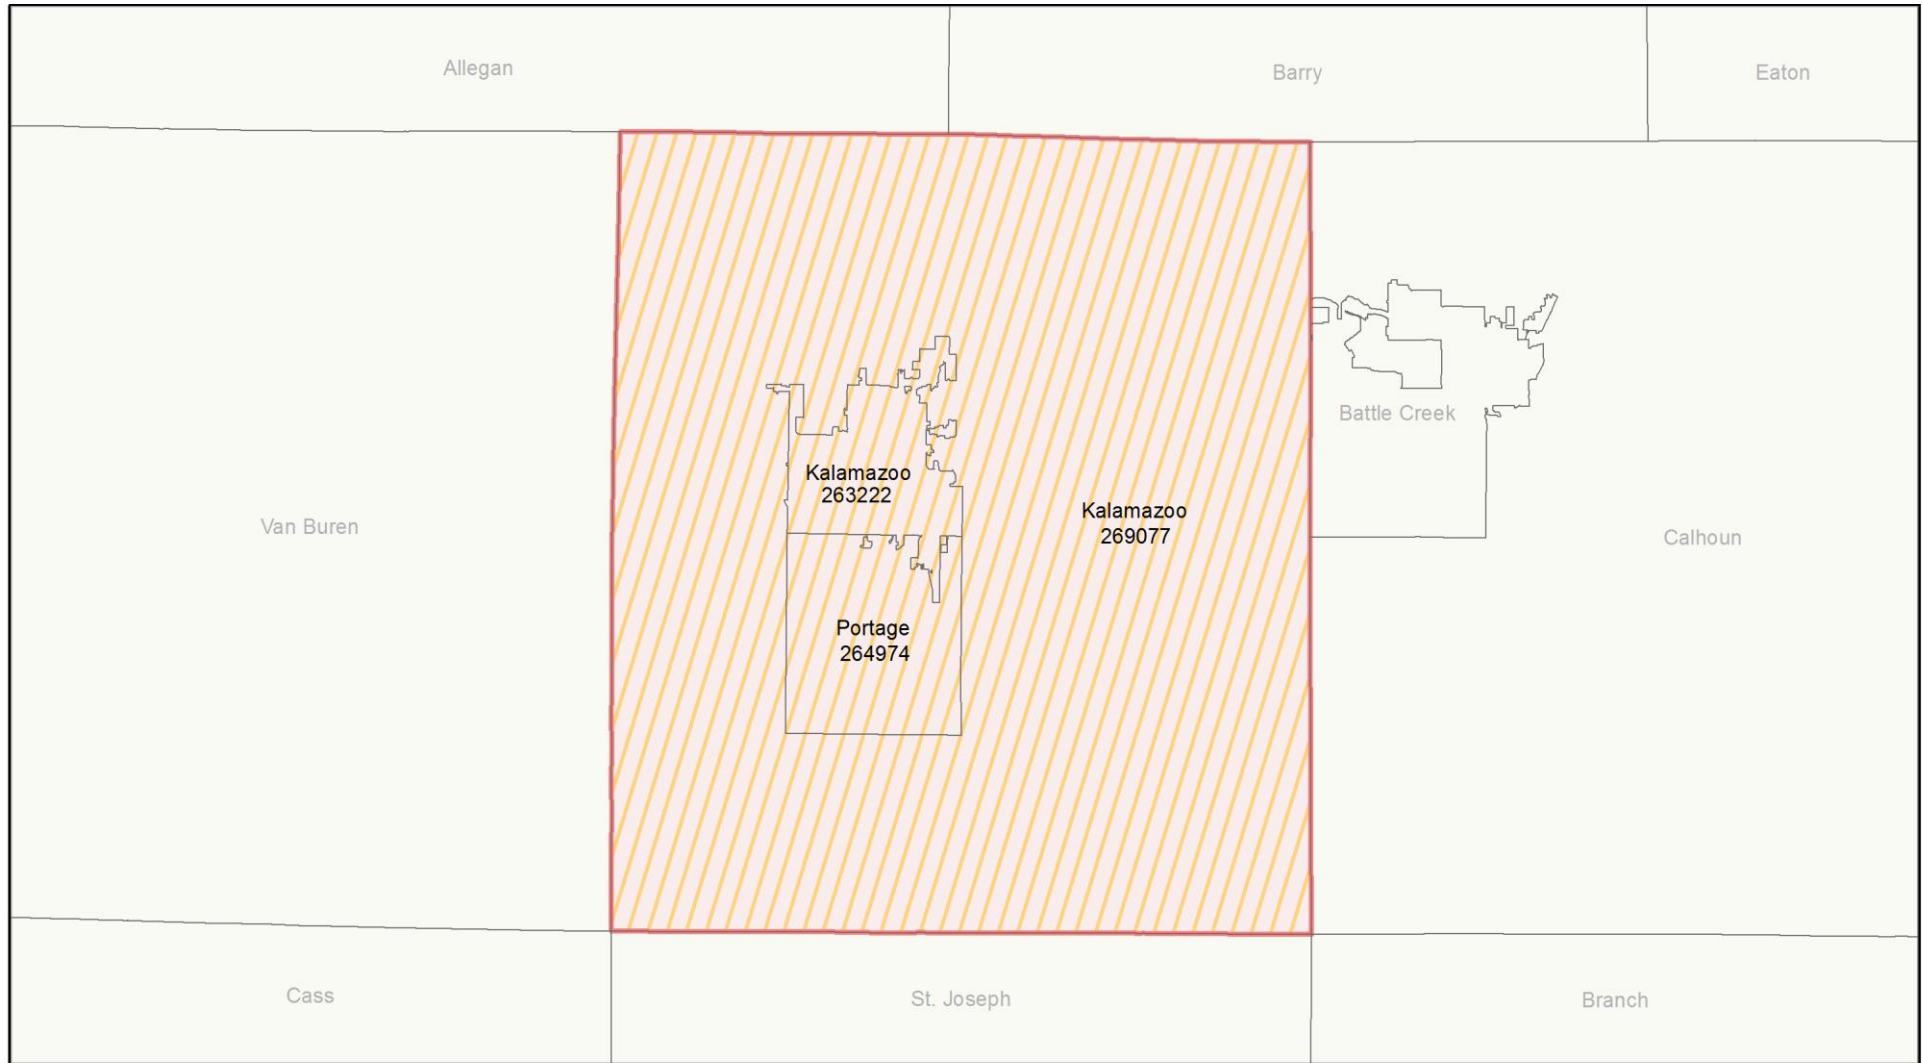 Allegan
Barry
Eaton
Battle Creek
Kalamazoo
263222
Kalamazoo
269077
Van Buren
Calhoun
Portage
264974
Cass
St. Joseph
Branch